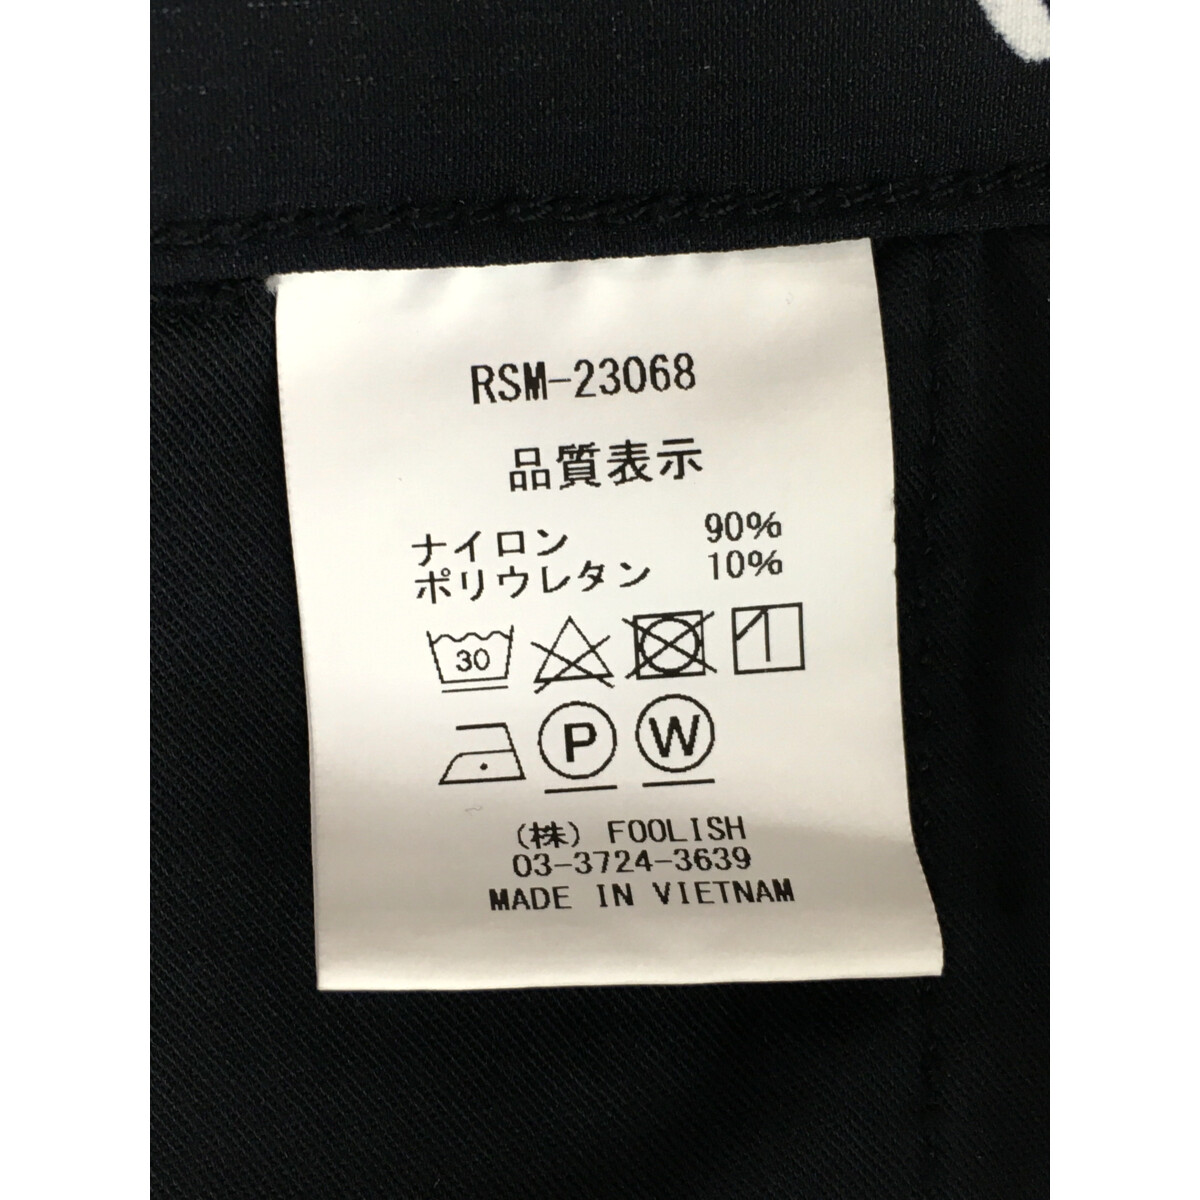 RSM-23068
品質表示
ナイロン 90%
ポリウレタン 10%
30
P W
(株) FOOLISH
03-3724-3639
MADE IN VIETNAM